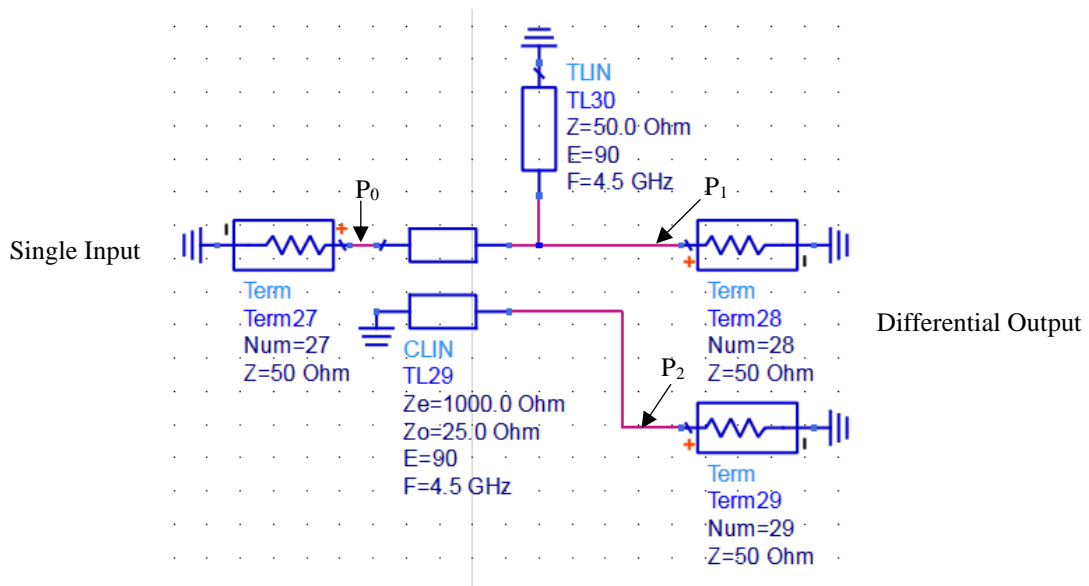 TLIN
TL30
Z=50.0 Ohm
E=90
F=4.5 GHz
P0
P1
Single Input
+
+
Term
Term27
Num=27
Z=50 Ohm
Term
Term28
Num=28
Z=50 Ohm
Differential Output
CLIN
TL29
Ze=1000.0 Ohm
Zo=25.0 Ohm
E=90
F=4.5 GHz
P2
+
Term
Term29
Num=29
Z=50 Ohm